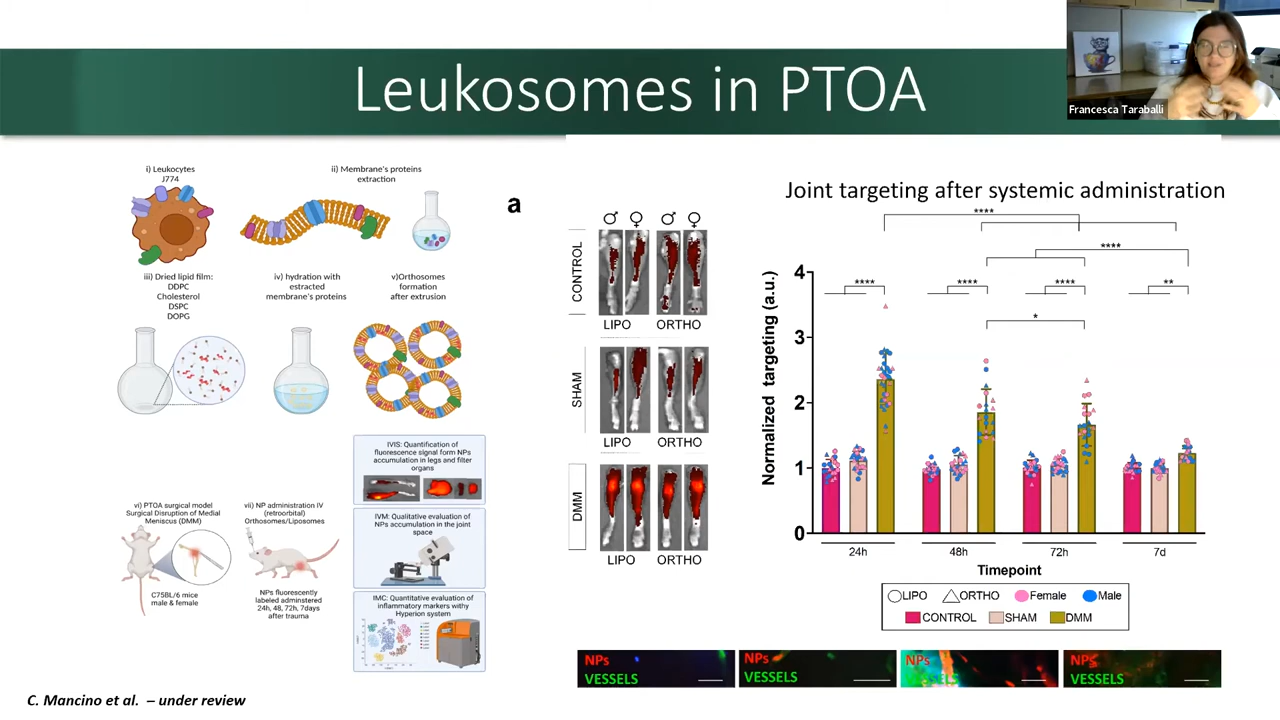 Leukosomes in PTOA
Francesca Taraballi
i) Leukocytes
J774
ii) Membrane's proteins
extraction
iii) Dried lipid film:
DDPC
Cholesterol
DSPC
DOPG
iv) hydration with
estracted
membrane's proteins
v)Orthosomes
formation
after extrusion
vi) PTOA surgical model
Surgical Disruption of Medial
Meniscus (DMM)
C75BL/6 mice
male & female
vii) NP administration IV
(retroorbital)
Orthosomes/Liposomes
NPs fluorescently
labeled adminstered
24h, 48, 72h, 7days
after trauma
IVIS: Quantification of
fluorescence signal form NPs
accumulation in legs and filter
organs
IVM: Qualitative evaluation of
NPs accumulation in the joint
space
IMC: Quantitative evaluation of
inflammatory markers withy
Hyperion system
a
♂ ♀ ♂ ♀
CONTROL
LIPO ORTHO
SHAM
LIPO ORTHO
DMM
LIPO ORTHO
Joint targeting after systemic administration
****
****
**** **** **** **
*
Normalized targeting (a.u.)
4
3
2
1
0
24h 48h 72h 7d
Timepoint
LIPO ORTHO Female Male
CONTROL SHAM DMM
NPs
VESSELS
NPs
VESSELS
NPs
VESSELS
NPs
VESSELS
C. Mancino et al. – under review